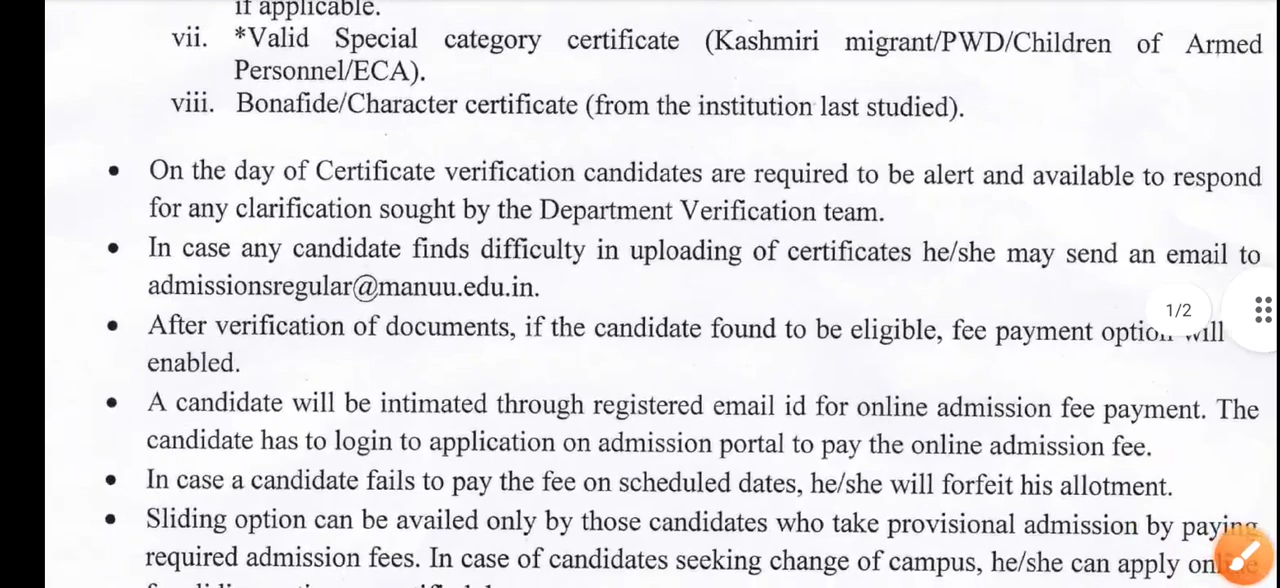 if applicable.
vii. *Valid Special category certificate (Kashmiri migrant/PWD/Children of Armed
Personnel/ECA).
viii. Bonafide/Character certificate (from the institution last studied).
• On the day of Certificate verification candidates are required to be alert and available to respond
for any clarification sought by the Department Verification team.
• In case any candidate finds difficulty in uploading of certificates he/she may send an email to
admissionsregular@manuu.edu.in.
1/2
• After verification of documents, if the candidate found to be eligible, fee payment option will
enabled.
• A candidate will be intimated through registered email id for online admission fee payment. The
candidate has to login to application on admission portal to pay the online admission fee.
• In case a candidate fails to pay the fee on scheduled dates, he/she will forfeit his allotment.
• Sliding option can be availed only by those candidates who take provisional admission by paying
required admission fees. In case of candidates seeking change of campus, he/she can apply online